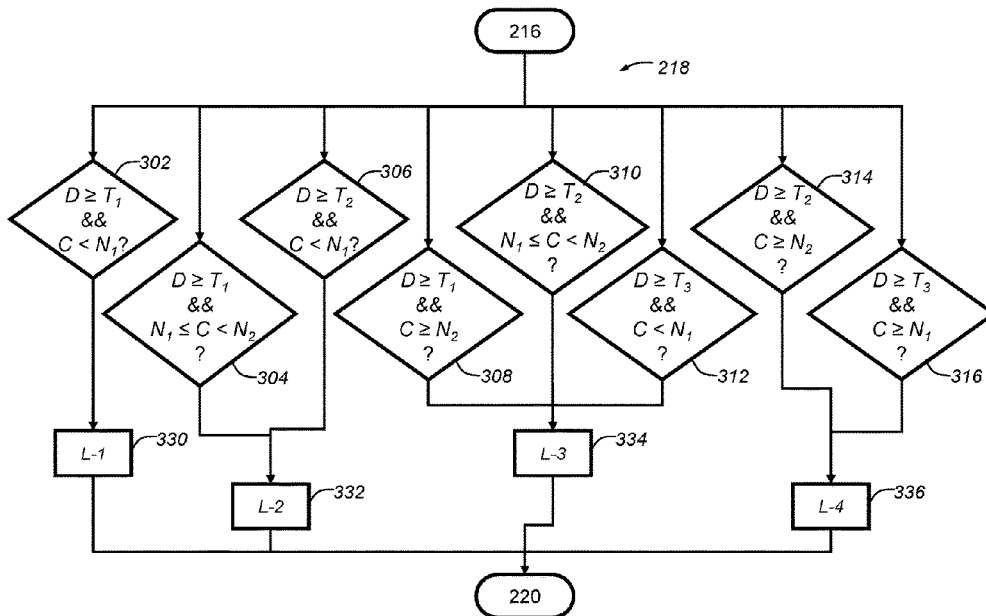 216
218
302
D ≥ T₁
&&
C < N₁?
304
D ≥ T₁
&&
N₁ ≤ C < N₂
?
306
D ≥ T₂
&&
C < N₁?
308
D ≥ T₁
&&
C ≥ N₂
?
310
D ≥ T₂
&&
N₁ ≤ C < N₂
?
312
D ≥ T₃
&&
C < N₁
?
314
D ≥ T₂
&&
C ≥ N₂
?
316
D ≥ T₃
&&
C ≥ N₁
?
L-1
330
L-2
332
L-3
334
L-4
336
220